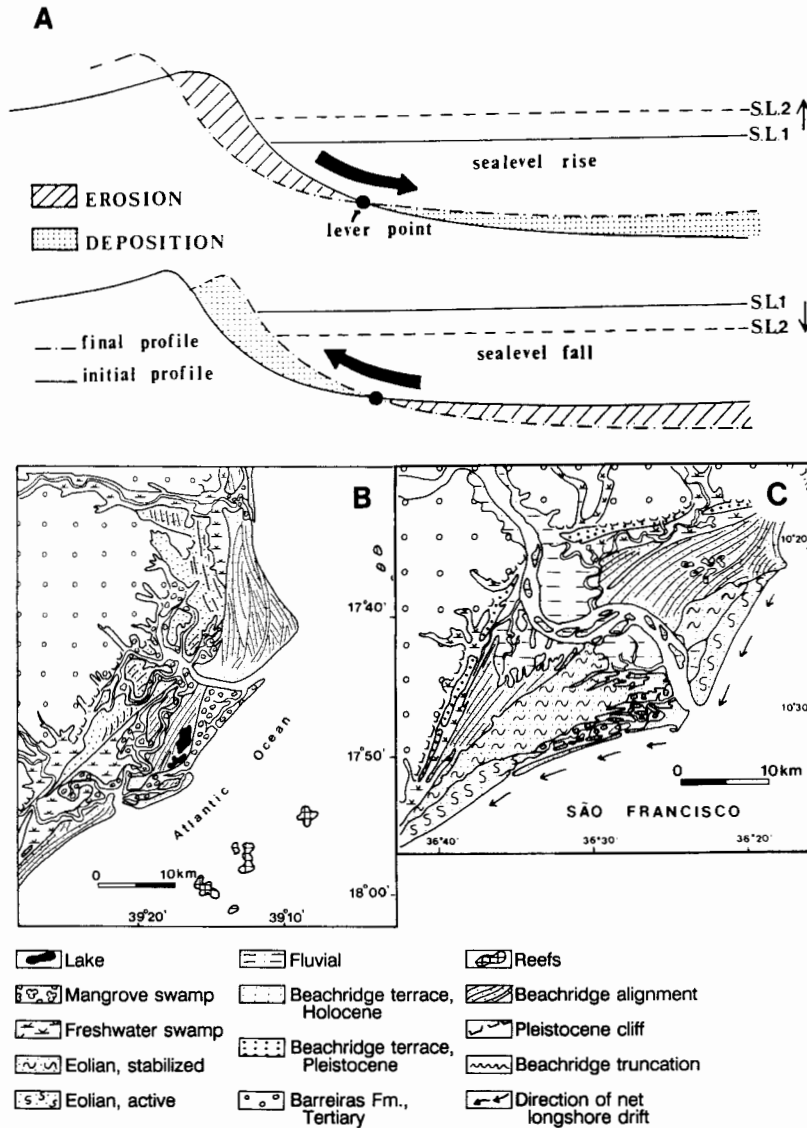 A
S.L.2
S.L.1
sealevel rise
EROSION
lever point
DEPOSITION
S.L.1
S.L.2
final profile
sealevel fall
initial profile
B
C
10°20'
17°40'
10°30'
17°50'
Atlantic Ocean
0 10km
SÃO FRANCISCO
0 10km
36°40' 36°30' 36°20'
18°00'
39°20' 39°10'
Lake
Mangrove swamp
Freshwater swamp
Eolian, stabilized
Eolian, active
Fluvial
Beachridge terrace,
Holocene
Beachridge terrace,
Pleistocene
Barreiras Fm.,
Tertiary
Reefs
Beachridge alignment
Pleistocene cliff
Beachridge truncation
Direction of net
longshore drift